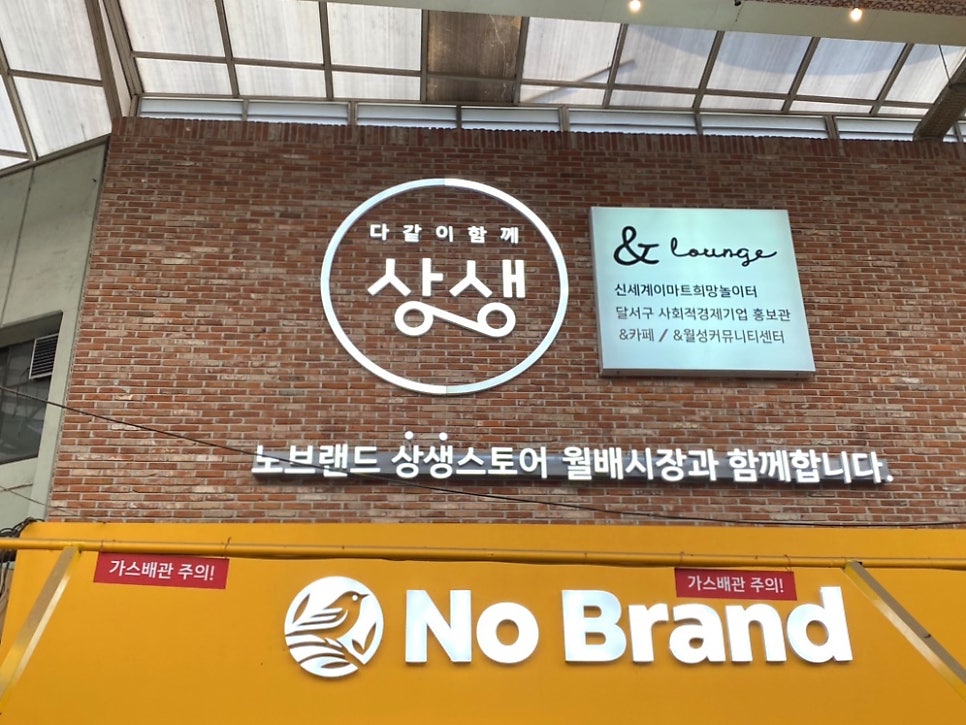 다같이함께
상생
& lounge
신세계이마트희망놀이터
달서구 사회적경제기업 홍보관
&카페 / &월성커뮤니티센터
노브랜드 상생스토어 월배시장과 함께합니다.
가스배관 주의!
가스배관 주의!
No Brand